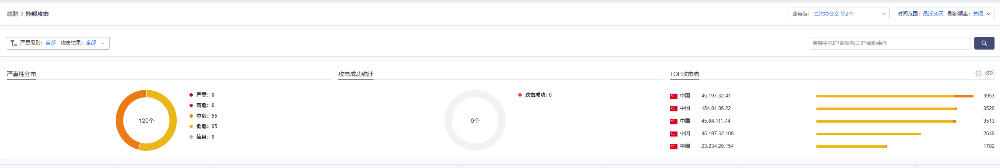 威胁 > 外部攻击
业务组： 台湾办公室 等2个
时间范围：最近30天 刷新频率：关闭
严重级别：全部 攻击结果：全部
告警主机IP/名称/攻击IP/威胁事件
严重性分布
120个
严重：0
高危：0
中危：55
低危：65
信息：0
攻击成功统计
0个
攻击成功: 0
TOP攻击者
收起
中国 45.197.32.41 3953
中国 154.81.86.22 3526
中国 45.64.111.74 3513
中国 45.197.32.108 2640
中国 23.234.20.154 1782